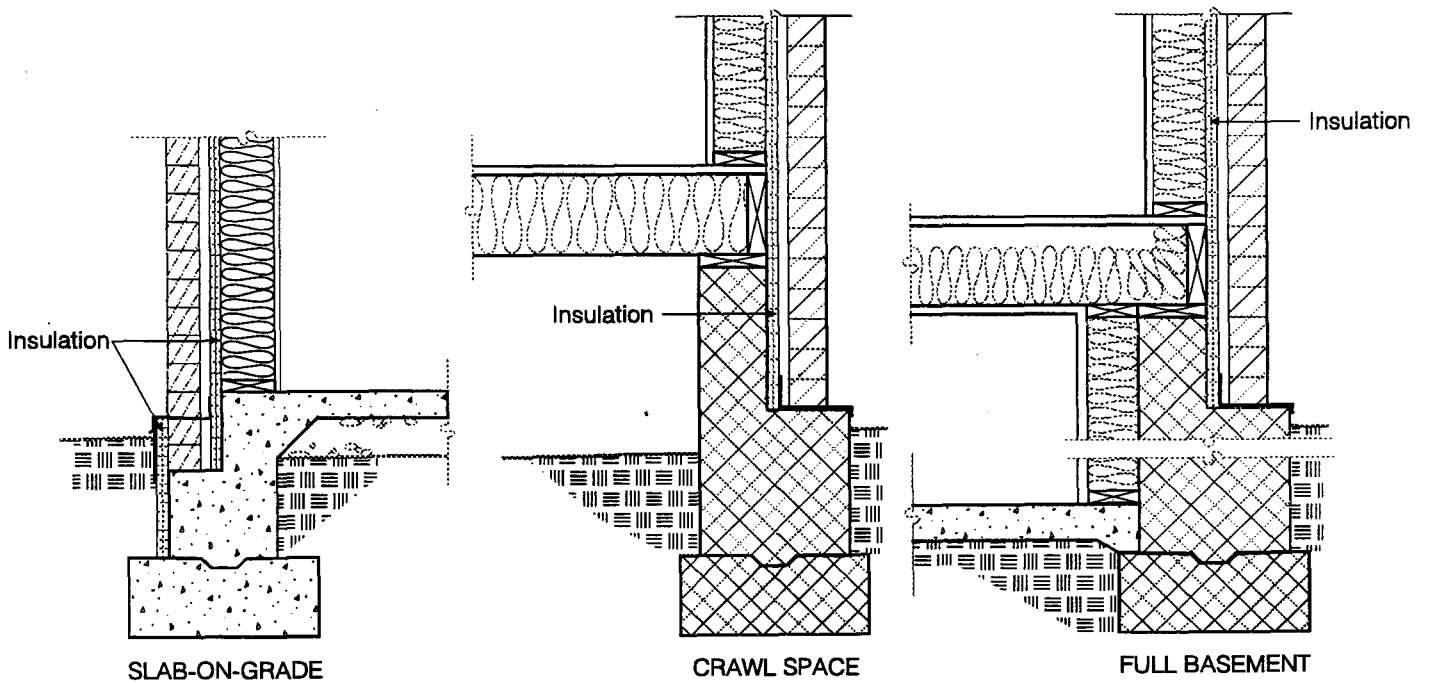 Insulation
Insulation
Insulation
SLAB-ON-GRADE
CRAWL SPACE
FULL BASEMENT